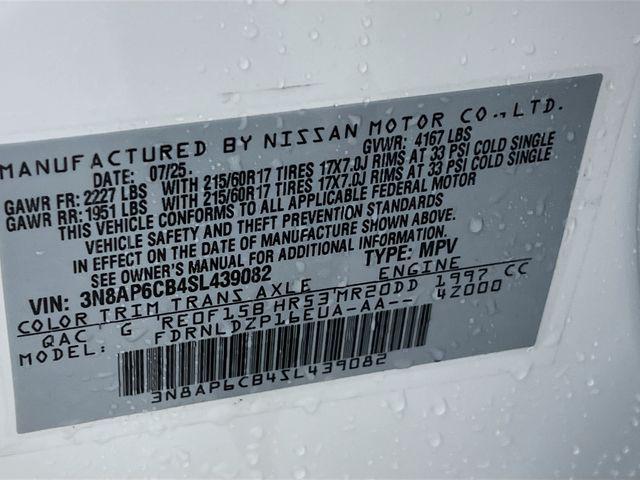 MANUFACTURED BY NISSAN MOTOR CO., LTD.
DATE: 07/25. GVWR: 4167 LBS
GAWR FR: 2227 LBS WITH 215/60R17 TIRES 17X7.0J RIMS AT 33 PSI COLD SINGLE
GAWR RR: 1951 LBS WITH 215/60R17 TIRES 17X7.0J RIMS AT 33 PSI COLD SINGLE
THIS VEHICLE CONFORMS TO ALL APPLICABLE FEDERAL MOTOR
VEHICLE SAFETY AND THEFT PREVENTION STANDARDS
IN EFFECT ON THE DATE OF MANUFACTURE SHOWN ABOVE.
SEE OWNER'S MANUAL FOR ADDITIONAL INFORMATION.
VIN: 3N8AP6CB4SL439082 TYPE: MPV
COLOR TRIM TRANS AXLE ENGINE
QAC G RE0F15B HR53 MR20DD 1997 CC
MODEL: FDRNLDZP16EUA-AA-- 4Z000
3N8AP6CB4SL439082